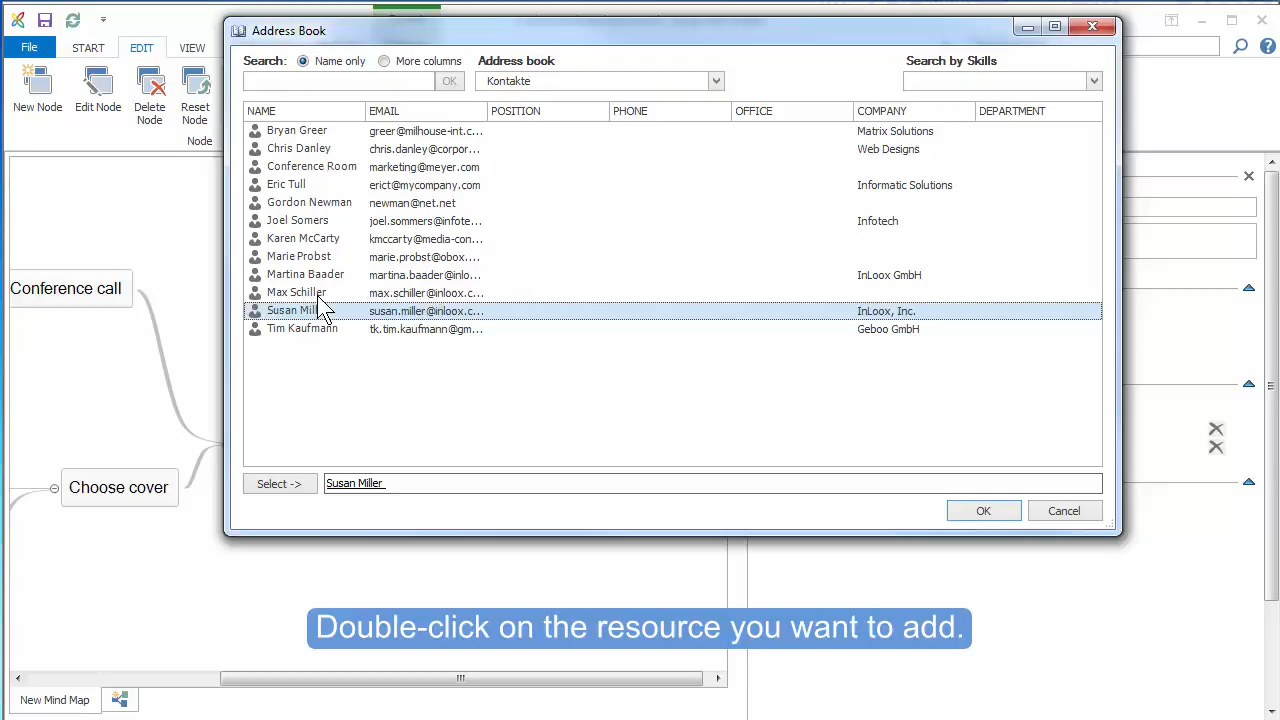 Address Book
File
START
EDIT
VIEW
New Node
Edit Node
Delete Node
Reset Node
Node
Search:
Name only
More columns
OK
Address book
Kontakte
Search by Skills
NAME EMAIL POSITION PHONE OFFICE COMPANY DEPARTMENT
Bryan Greer greer@milhouse-int.c... Matrix Solutions
Chris Danley chris.danley@corpor... Web Designs
Conference Room marketing@meyer.com
Eric Tull erict@mycompany.com Informatic Solutions
Gordon Newman newman@net.net
Joel Somers joel.sommers@infote... Infotech
Karen McCarty kmccarty@media-con...
Marie Probst marie.probst@obox....
Martina Baader martina.baader@inlo... InLoox GmbH
Max Schiller max.schiller@inloox.c...
Susan Mill susan.miller@inloox.c... InLoox, Inc.
Tim Kaufmann tk.tim.kaufmann@gm... Geboo GmbH
Select ->
Susan Miller
OK
Cancel
Conference call
Choose cover
Double-click on the resource you want to add.
New Mind Map